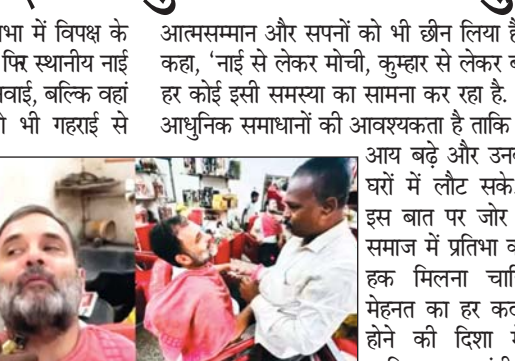 में विपक्ष के
फिर स्थानीय नाई
बल्कि वहां
भी गहराई से
आत्मसम्मान और सपनों को भी छीन लिया
कहा, ‘नाई से लेकर मोची, कुम्हार से लेकर
हर कोई इसी समस्या का सामना कर रहा है.
आधुनिक समाधानों की आवश्यकता है ताकि
आय बढ़े और
घरों में लौट सके.
इस बात पर जोर
समाज में प्रतिभा
हक मिलना
मेहनत का हर
होने की दिशा